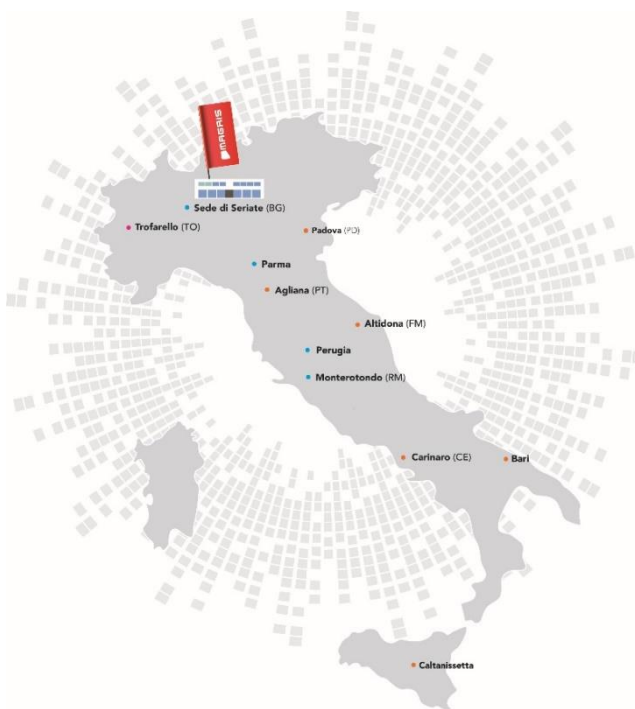 MAGRIS
Sede di Seriate (BG)
Trofarello (TO)
Padova (PD)
Parma
Agliana (PT)
Altidona (FM)
Perugia
Monterotondo (RM)
Carinaro (CE)
Bari
Caltanissetta